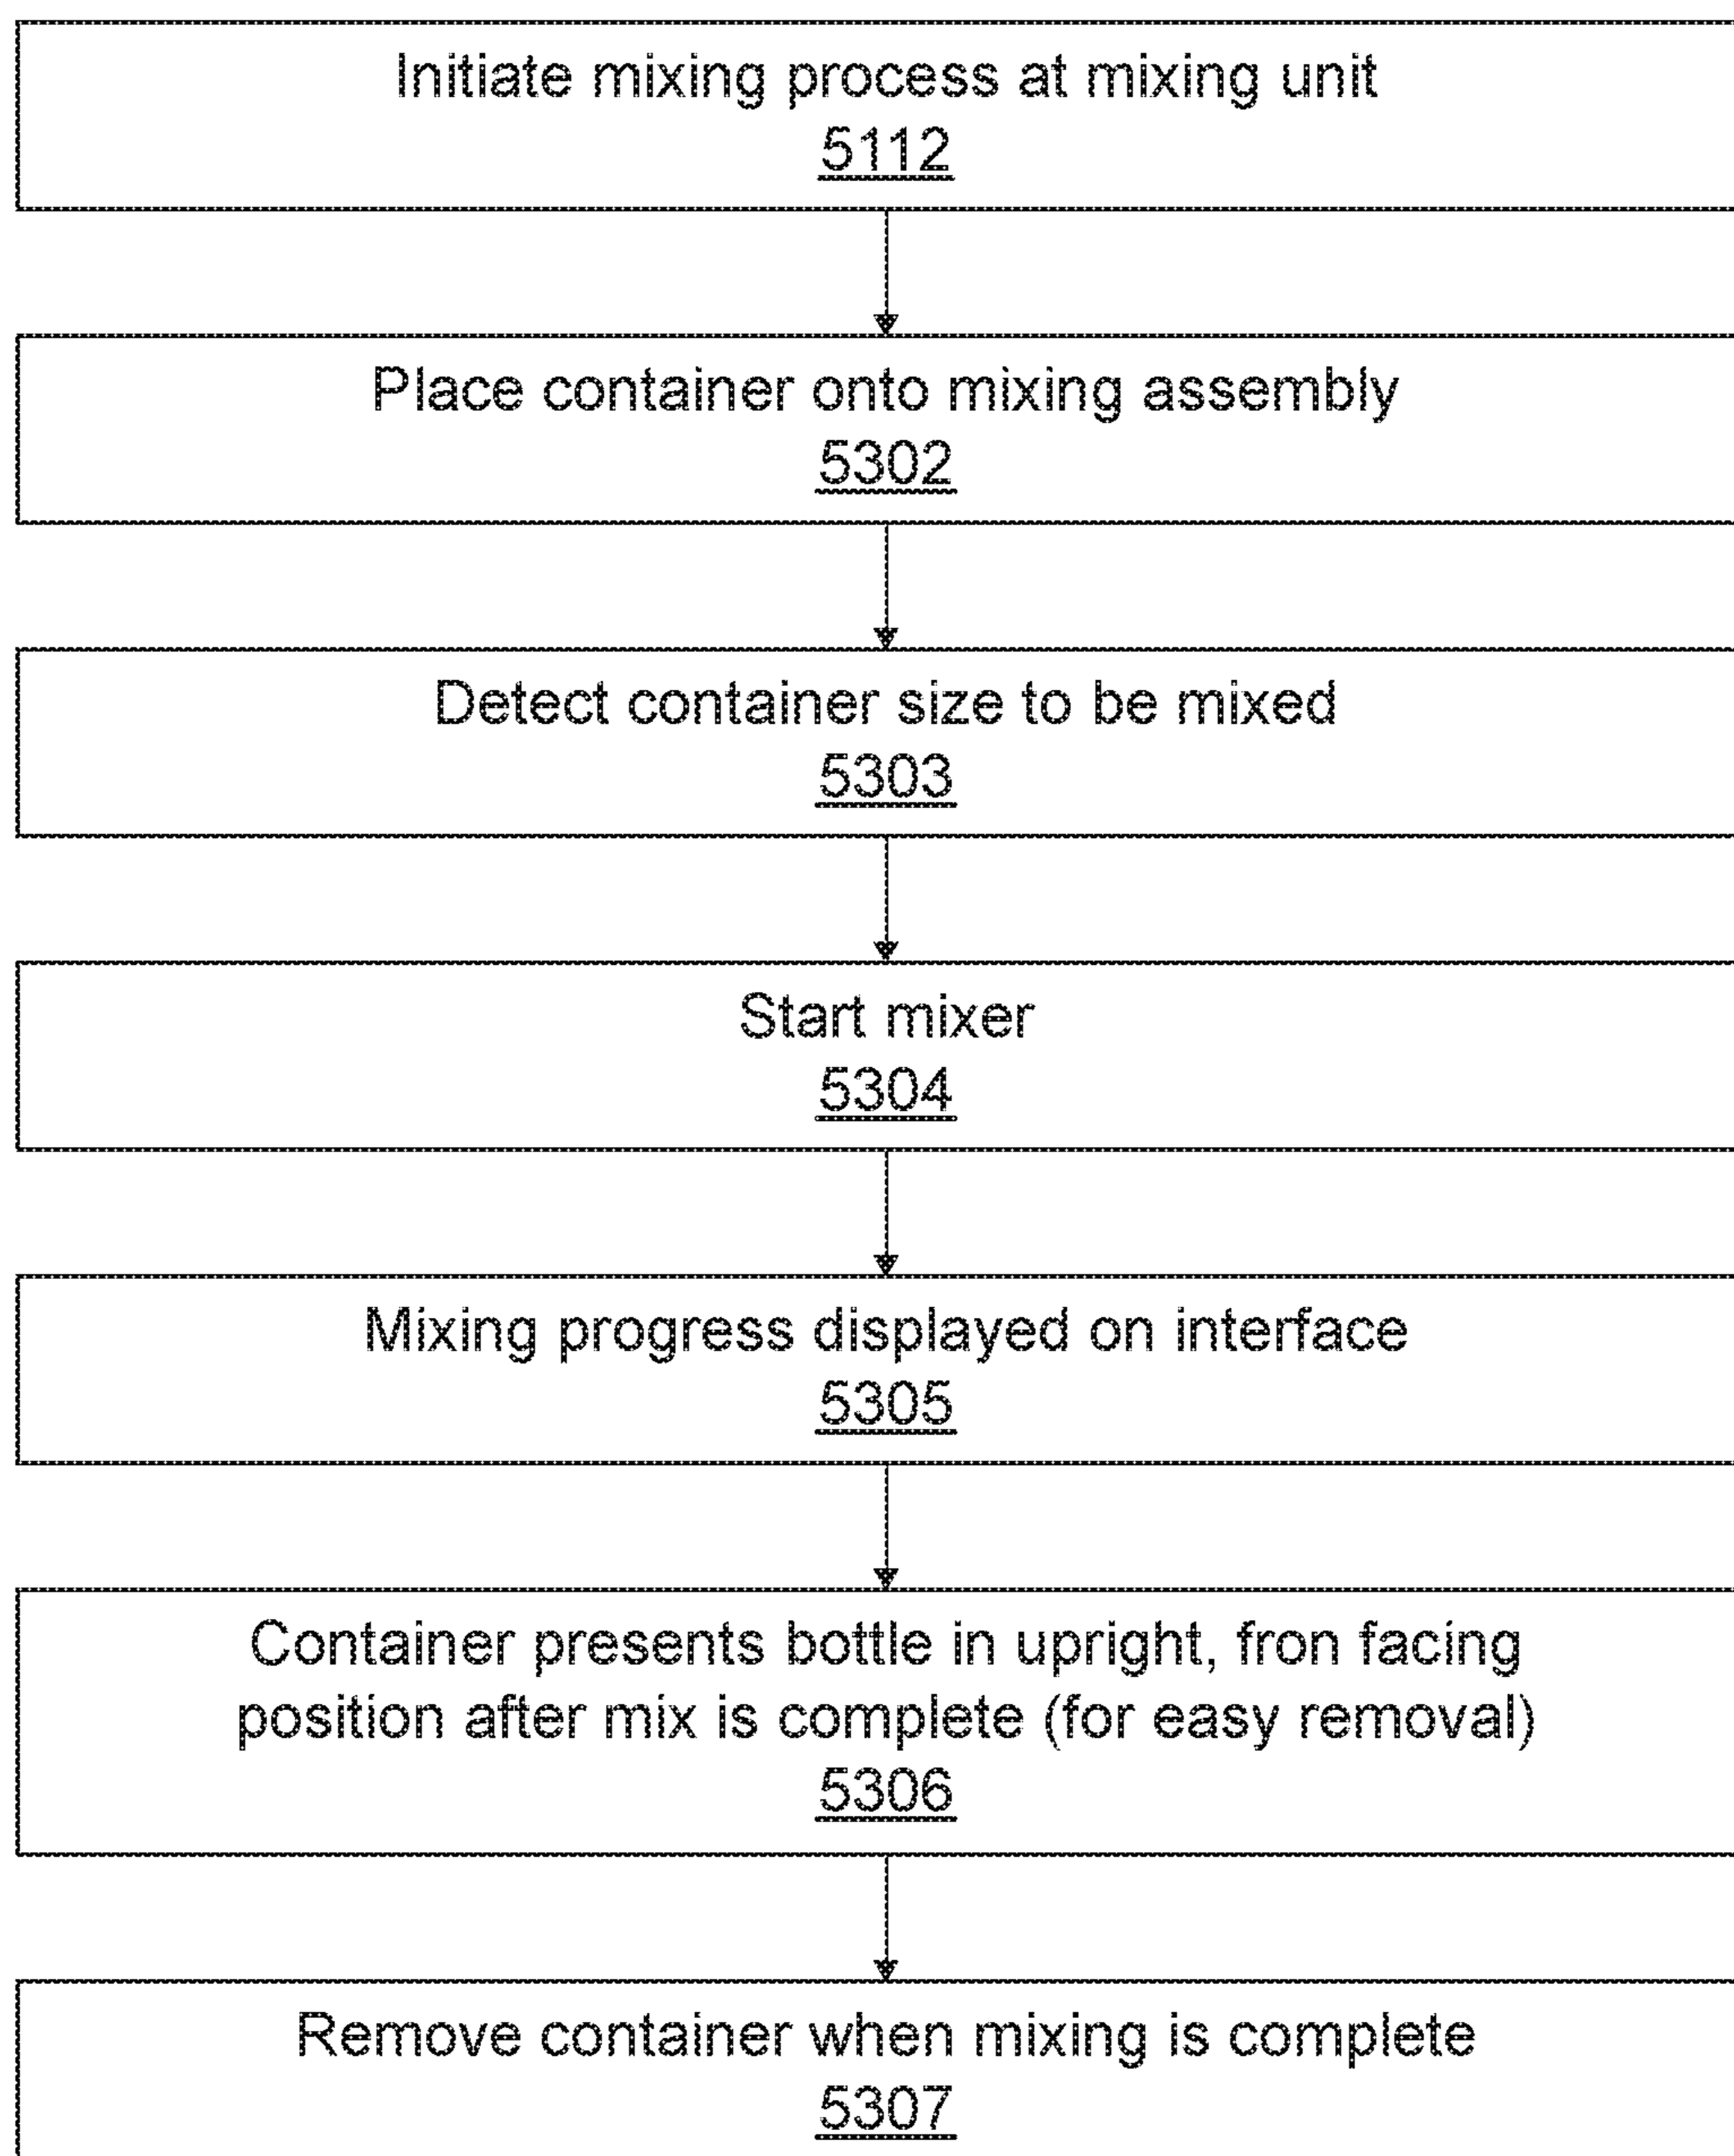 Initiate mixing process at mixing unit
5112
Place container onto mixing assembly
5302
Detect container size to be mixed
5303
Start mixer
5304
Mixing progress displayed on interface
5305
Container presents bottle in upright, fron facing
position after mix is complete (for easy removal)
5306
Remove container when mixing is complete
5307